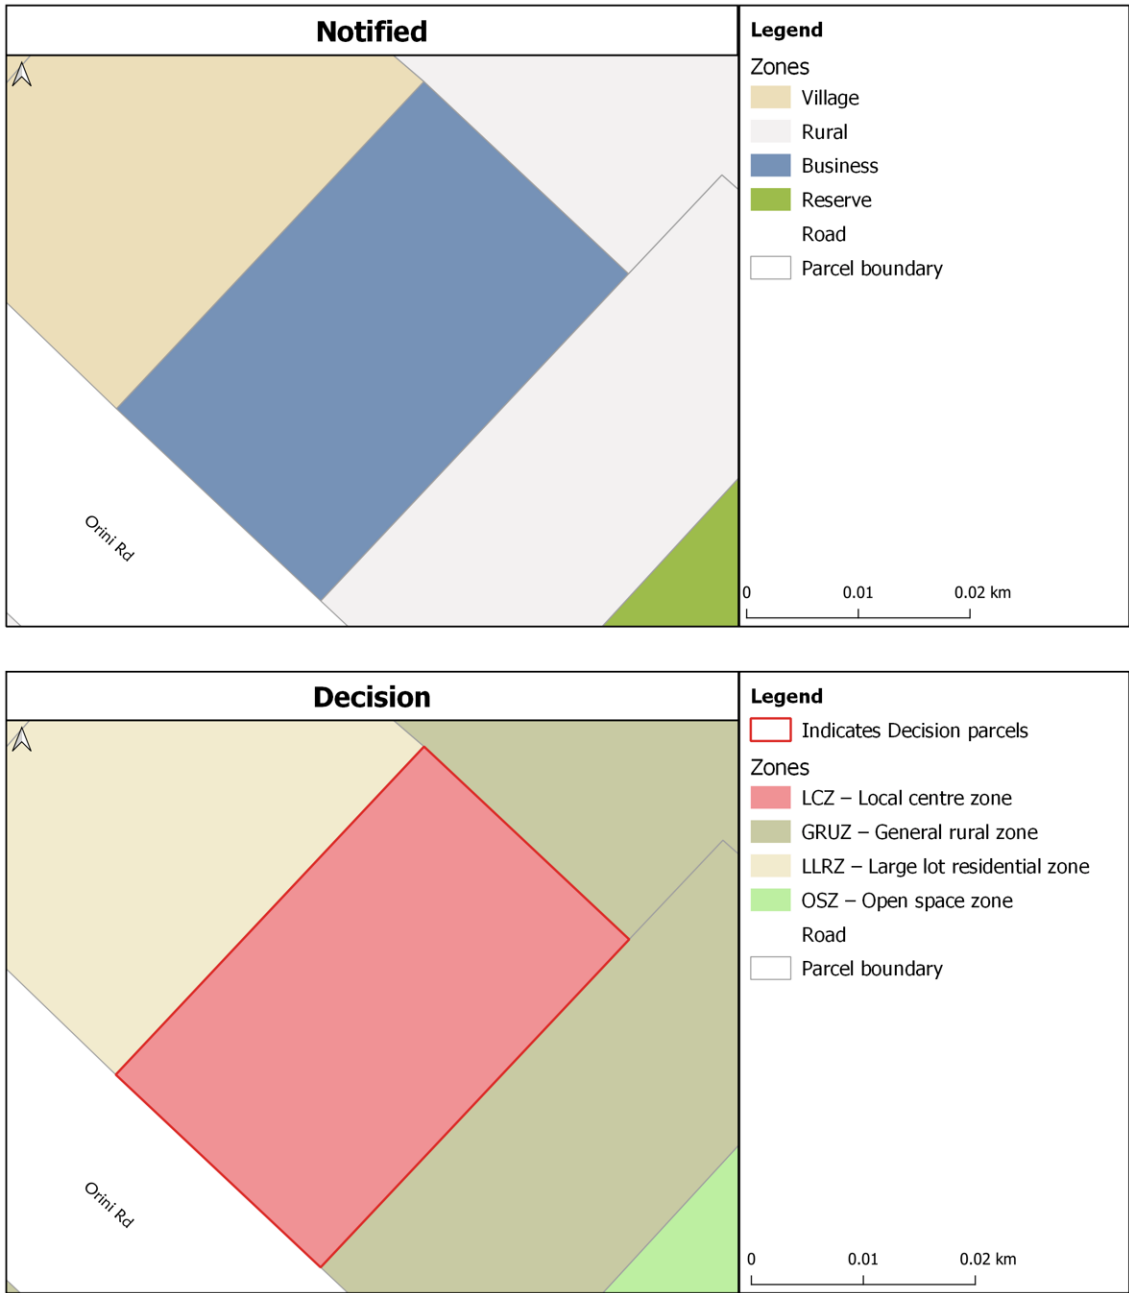 Notified
Legend
Zones
Village
Rural
Business
Reserve
Road
Parcel boundary
Orini Rd
0 0.01 0.02 km
Decision
Legend
Indicates Decision parcels
Zones
LCZ – Local centre zone
GRUZ – General rural zone
LLRZ – Large lot residential zone
OSZ – Open space zone
Road
Parcel boundary
Orini Rd
0 0.01 0.02 km